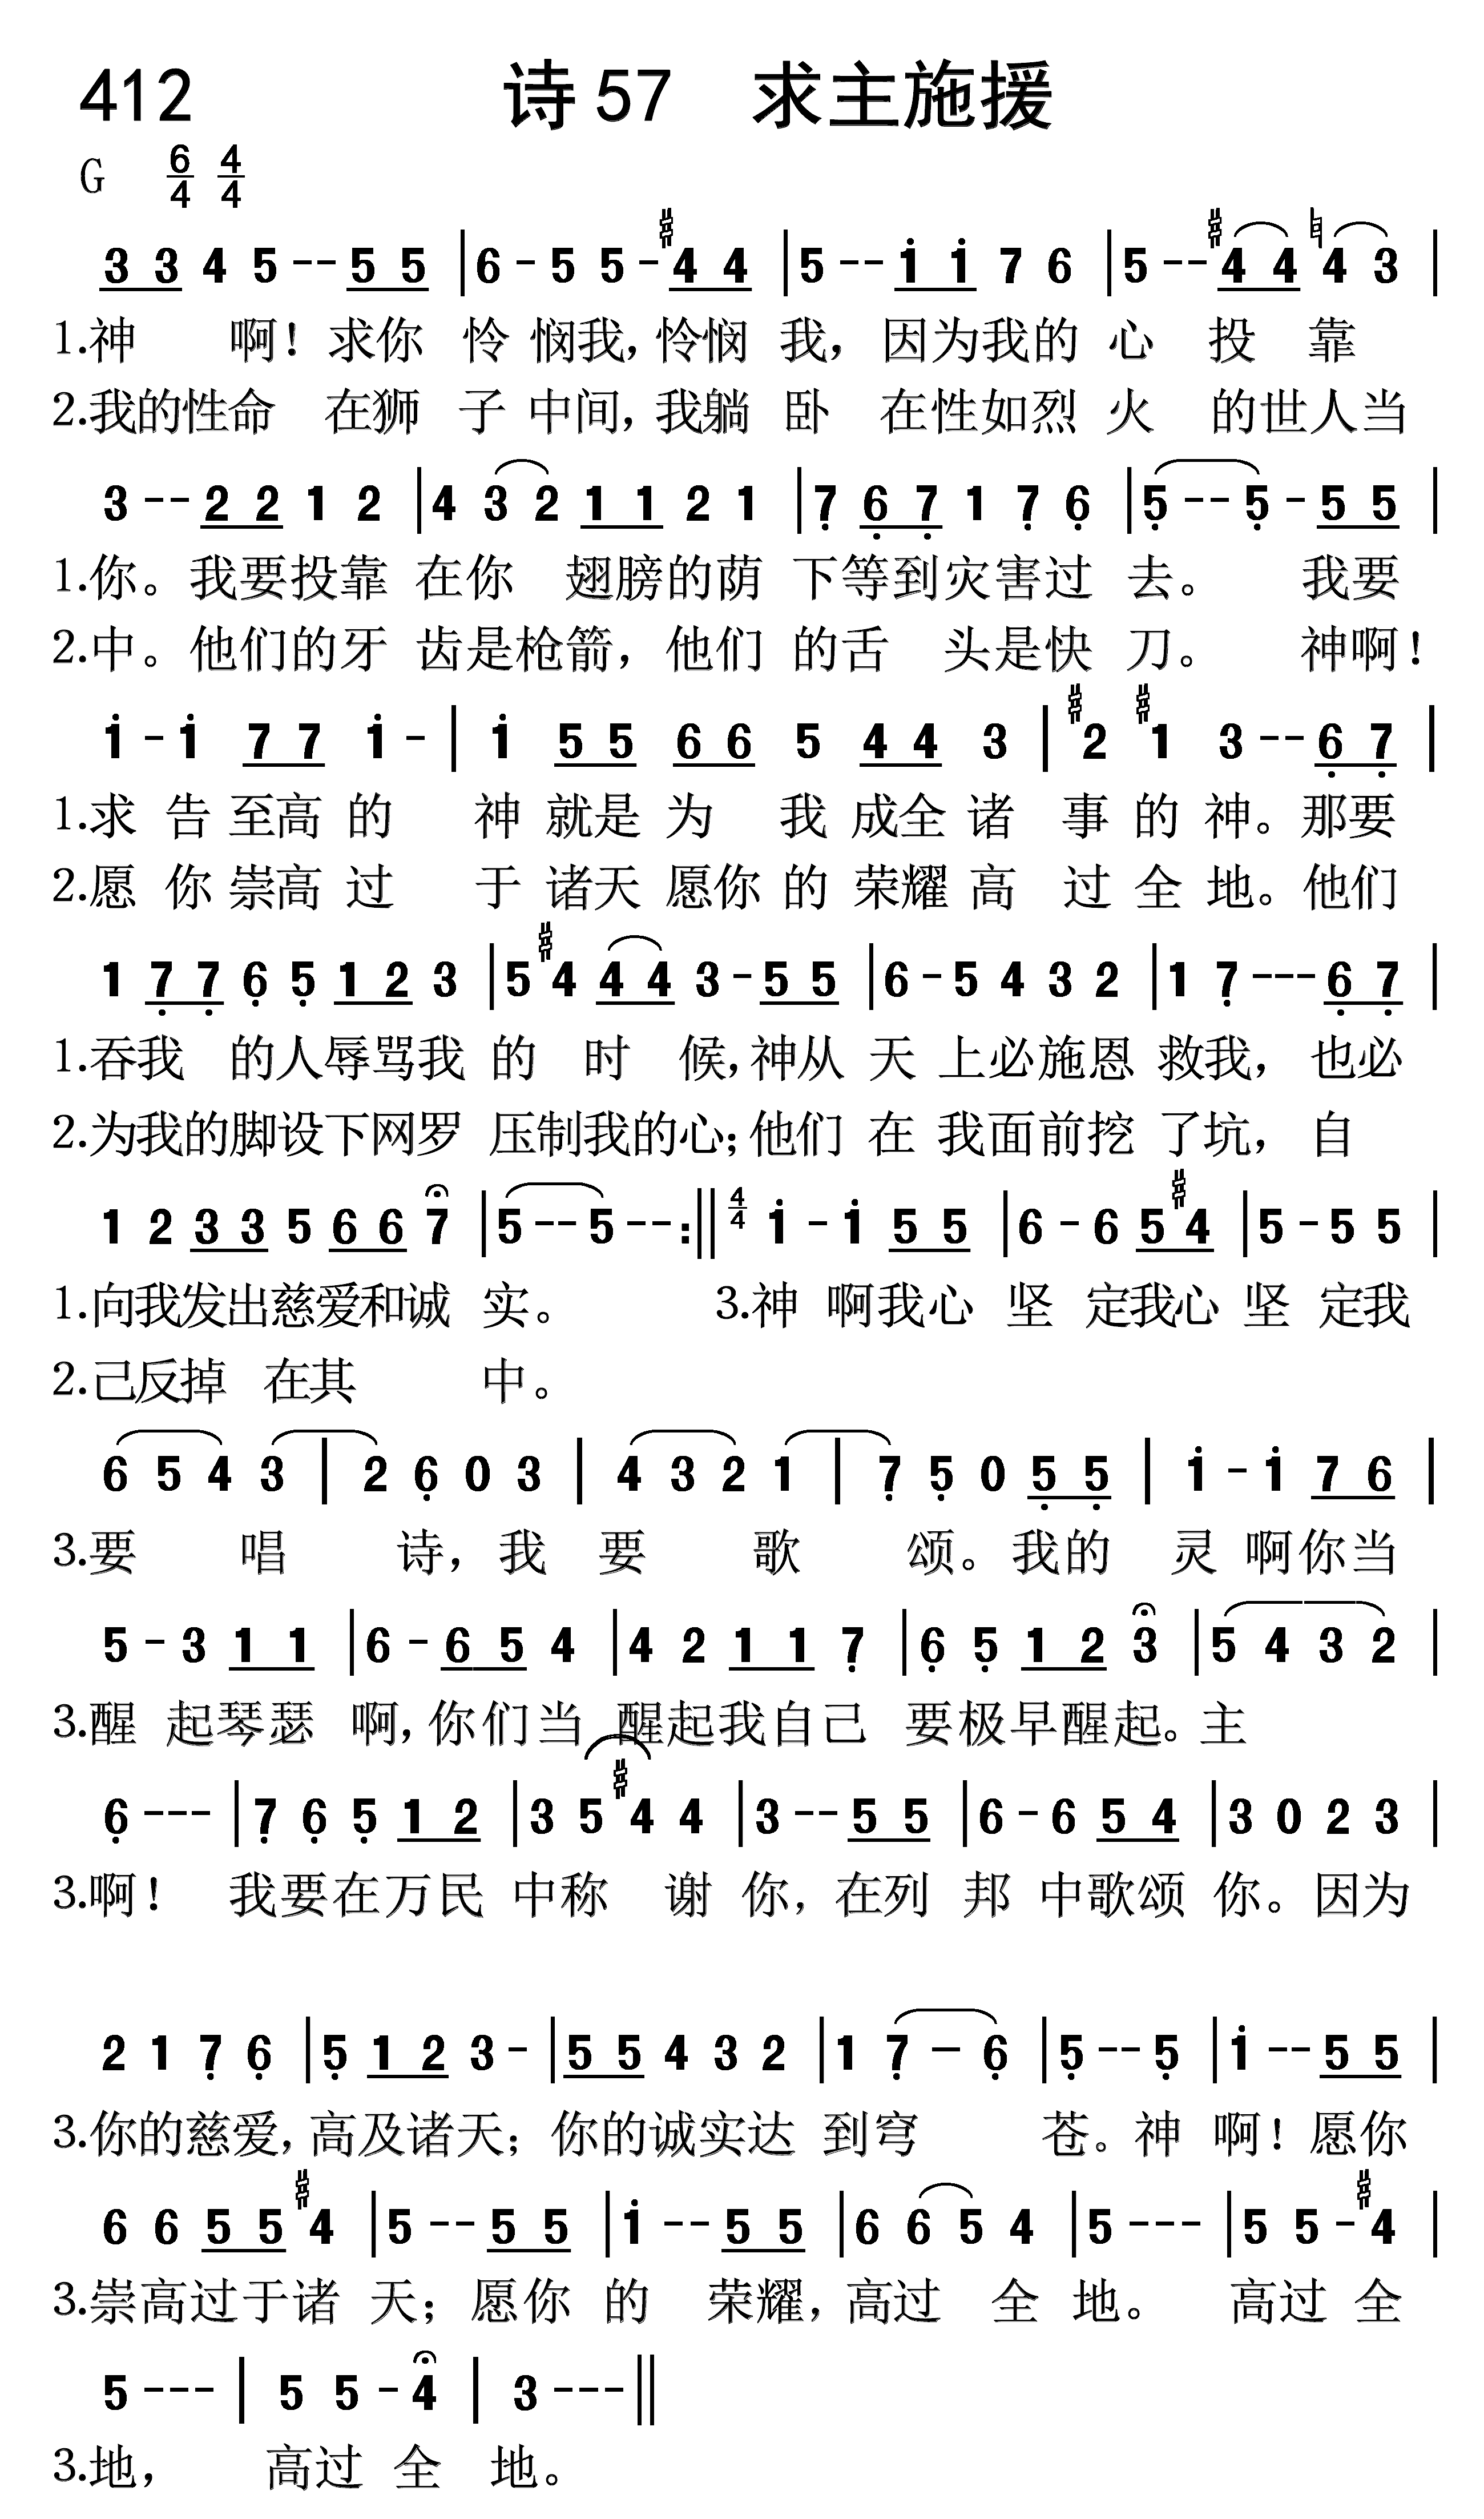 412 诗57 求主施援
G 6/4 4/4
3 3 4 5 - - 5 5 | 6 - 5 5 - #4 4 | 5 - - i i 7 6 | 5 - - #4 4 ♮4 3 |
1.神 啊！求你 怜 悯我，怜悯 我，因为我的 心 投 靠
2.我的性命 在狮 子 中间，我躺 卧 在性如烈 火 的世人当
3 - - 2 2 1 2 | 4 3 2 1 1 2 1 | 7̣ 6̣ 7̣ 1 7̣ 6̣ | 5̣ - - 5̣ - 5 5 |
1.你。我要投靠 在你 翅膀的荫 下等到灾害过 去。 我要
2.中。他们的牙 齿是枪箭，他们 的舌 头是快 刀。 神啊！
i - i 7 7 i - | i 5 5 6 6 5 4 4 3 | #2 #1 3 - - 6̣ 7̣ |
1.求 告 至高 的 神 就是 为 我 成全 诸 事 的 神。那要
2.愿 你 崇高 过 于 诸天 愿你 的 荣耀 高 过 全 地。他们
1 7̣ 7̣ 6̣ 5̣ 1 2 3 | 5 #4 4 4 3 - 5 5 | 6 - 5 4 3 2 | 1 7̣ - - - 6̣ 7̣ |
1.吞我 的人辱骂我 的 时 候，神从 天 上必施恩 救我， 也必
2.为我的脚设下网罗 压制我的心；他们 在 我面前挖 了坑， 自
1 2 3 3 5 6 6 7 | 5 - - 5 - - :|| 4/4 i - i 5 5 | 6 - 6 5 #4 | 5 - 5 5 |
1.向我发出慈爱和诚 实。 3.神 啊我心 坚 定我心 坚 定我
2.己反掉 在其 中。
6 5 4 3 | 2 6̣ 0 3 | 4 3 2 1 | 7̣ 5̣ 0 5̣ 5̣ | i - i 7 6 |
3.要 唱 诗，我 要 歌 颂。我的 灵 啊你当
5 - 3 1 1 | 6 - 6 5 4 | 4 2 1 1 7̣ | 6̣ 5̣ 1 2 3 | 5 4 3 2 |
3.醒 起琴瑟 啊，你们当 醒起我自己 要极早醒起。主
6̣ - - - | 7̣ 6̣ 5̣ 1 2 | 3 5 #4 4 | 3 - - 5 5 | 6 - 6 5 4 | 3 0 2 3 |
3.啊！ 我要在万民 中称 谢 你，在列 邦 中歌颂 你。因为
2 1 7̣ 6̣ | 5̣ 1 2 3 - | 5 5 4 3 2 | 1 7̣ - 6̣ | 5̣ - - 5̣ | i - - 5 5 |
3.你的慈爱，高及诸天；你的诚实达 到穹 苍。神 啊！愿你
6 6 5 5 #4 | 5 - - 5 5 | i - - 5 5 | 6 6 5 4 | 5 - - - | 5 5 - #4 |
3.崇高过于诸 天；愿你 的 荣耀，高过 全 地。 高过 全
5 - - - | 5 5 - 4 | 3 - - - ||
3.地， 高过 全 地。